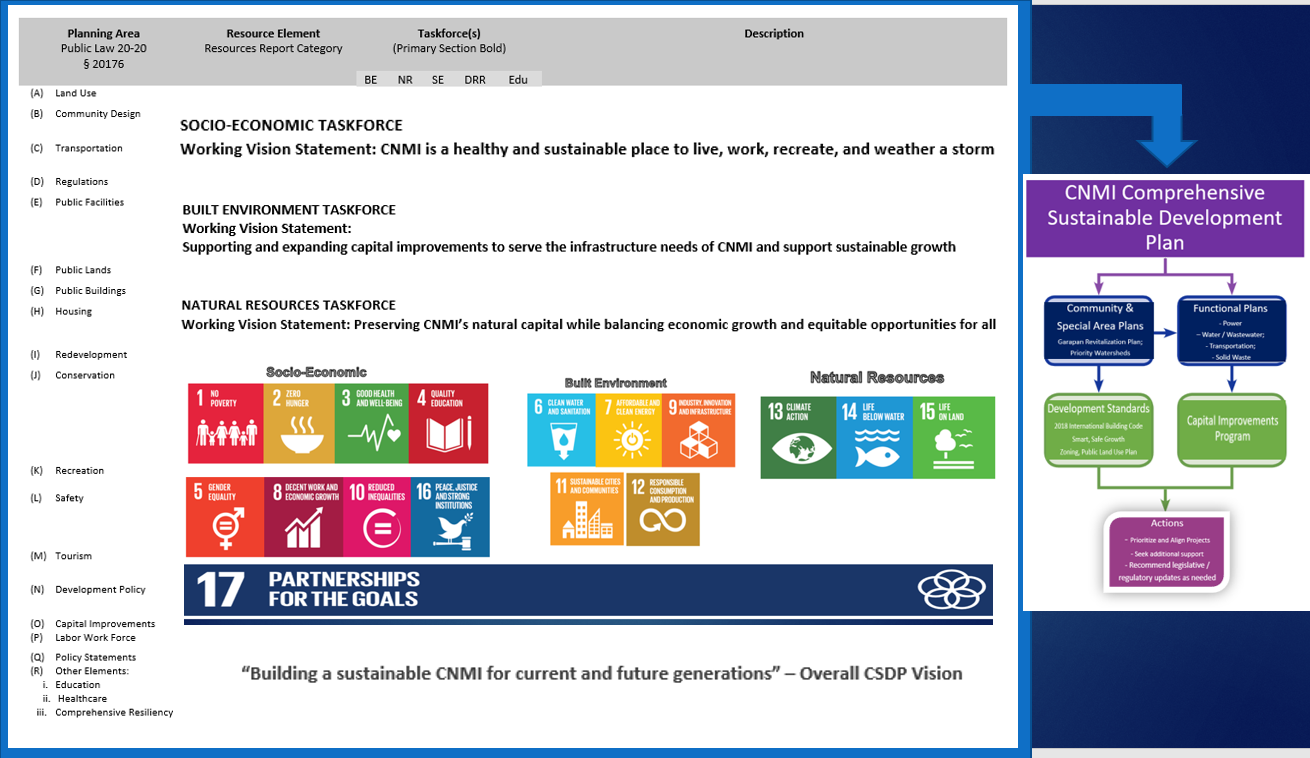 Planning Area
Public Law 20-20
§ 20176
Resource Element
Resources Report Category
Taskforce(s)
(Primary Section Bold)
BE NR SE DRR Edu
Description
(A) Land Use
(B) Community Design
(C) Transportation
(D) Regulations
(E) Public Facilities
(F) Public Lands
(G) Public Buildings
(H) Housing
(I) Redevelopment
(J) Conservation
(K) Recreation
(L) Safety
(M) Tourism
(N) Development Policy
(O) Capital Improvements
(P) Labor Work Force
(Q) Policy Statements
(R) Other Elements:
i. Education
ii. Healthcare
iii. Comprehensive Resiliency
SOCIO-ECONOMIC TASKFORCE
Working Vision Statement: CNMI is a healthy and sustainable place to live, work, recreate, and weather a storm
BUILT ENVIRONMENT TASKFORCE
Working Vision Statement:
Supporting and expanding capital improvements to serve the infrastructure needs of CNMI and support sustainable growth
NATURAL RESOURCES TASKFORCE
Working Vision Statement: Preserving CNMI’s natural capital while balancing economic growth and equitable opportunities for all
Socio-Economic
1 NO
POVERTY
2 ZERO
HUNGER
3 GOOD HEALTH
AND WELL-BEING
4 QUALITY
EDUCATION
5 GENDER
EQUALITY
8 DECENT WORK AND
ECONOMIC GROWTH
10 REDUCED
INEQUALITIES
16 PEACE, JUSTICE
AND STRONG
INSTITUTIONS
Built Environment
6 CLEAN WATER
AND SANITATION
7 AFFORDABLE AND
CLEAN ENERGY
9 INDUSTRY, INNOVATION
AND INFRASTRUCTURE
11 SUSTAINABLE CITIES
AND COMMUNITIES
12 RESPONSIBLE
CONSUMPTION
AND PRODUCTION
Natural Resources
13 CLIMATE
ACTION
14 LIFE
BELOW WATER
15 LIFE
ON LAND
17 PARTNERSHIPS
FOR THE GOALS
“Building a sustainable CNMI for current and future generations” – Overall CSDP Vision
CNMI Comprehensive
Sustainable Development
Plan
Community &
Special Area Plans
Garapan Revitalization Plan;
Priority Watersheds
Functional Plans
- Power
– Water / Wastewater;
- Transportation;
- Solid Waste
Development Standards
2018 International Building Code
Smart, Safe Growth
Zoning, Public Land Use Plan
Capital Improvements
Program
Actions
– Prioritize and Align Projects
- Seek additional support
- Recommend legislative /
regulatory updates as needed